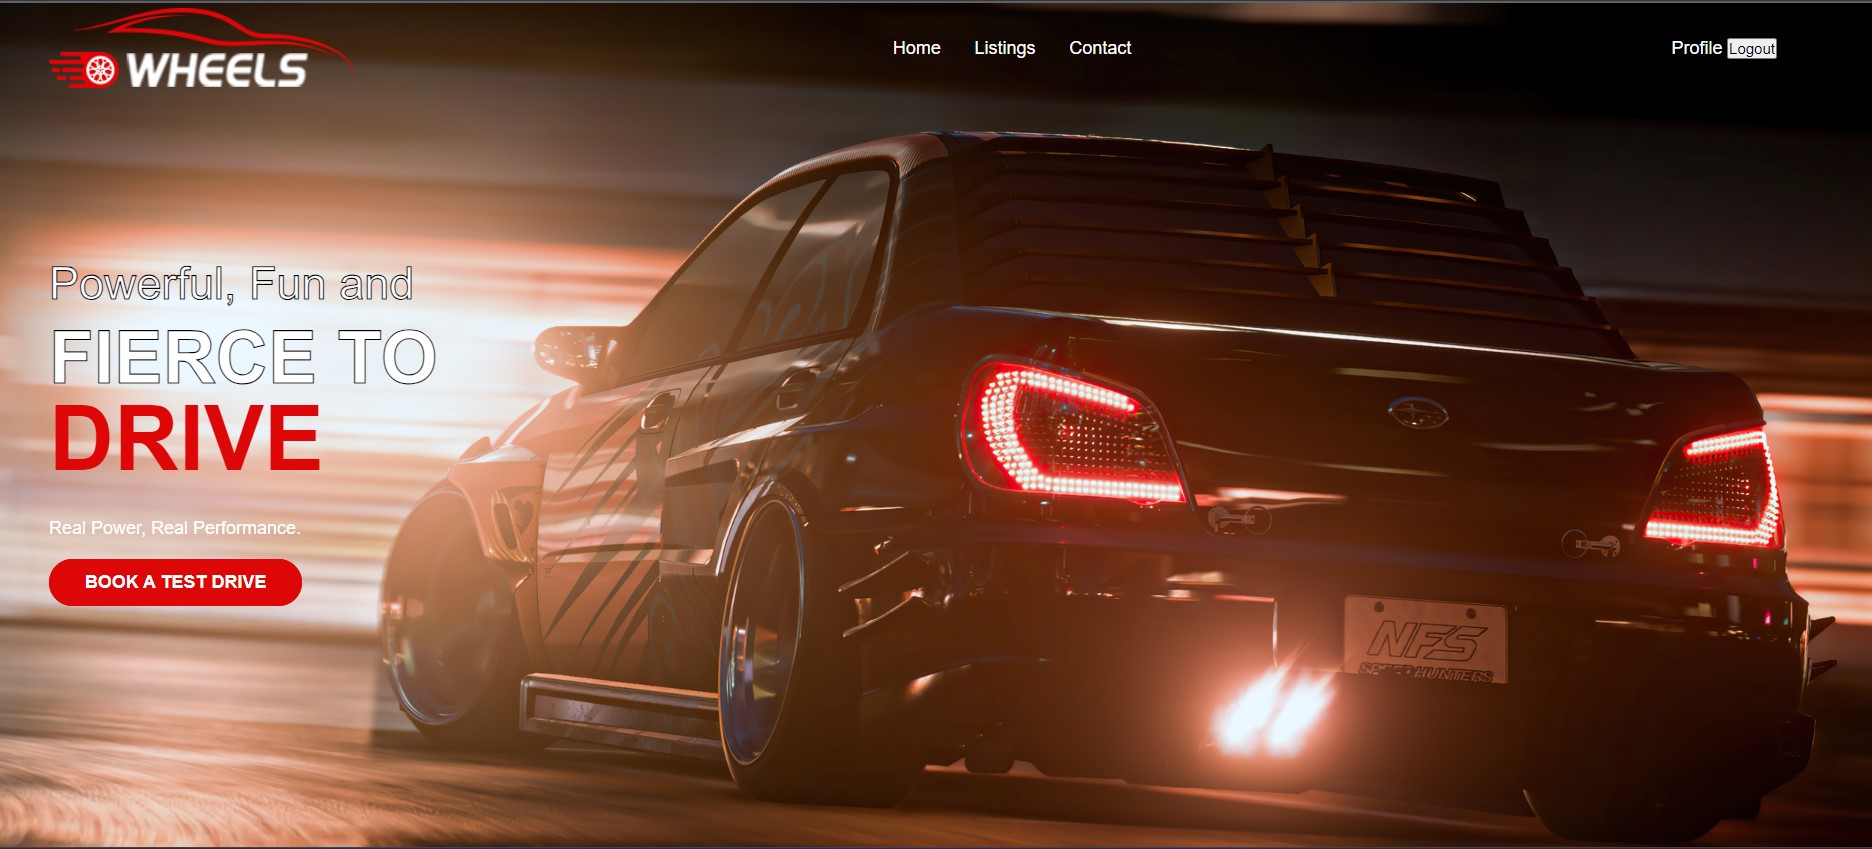 WHEELS
Home Listings Contact
Profile Logout
Powerful, Fun and
FIERCE TO
DRIVE
Real Power, Real Performance.
BOOK A TEST DRIVE
NFS
SPEEDHUNTERS